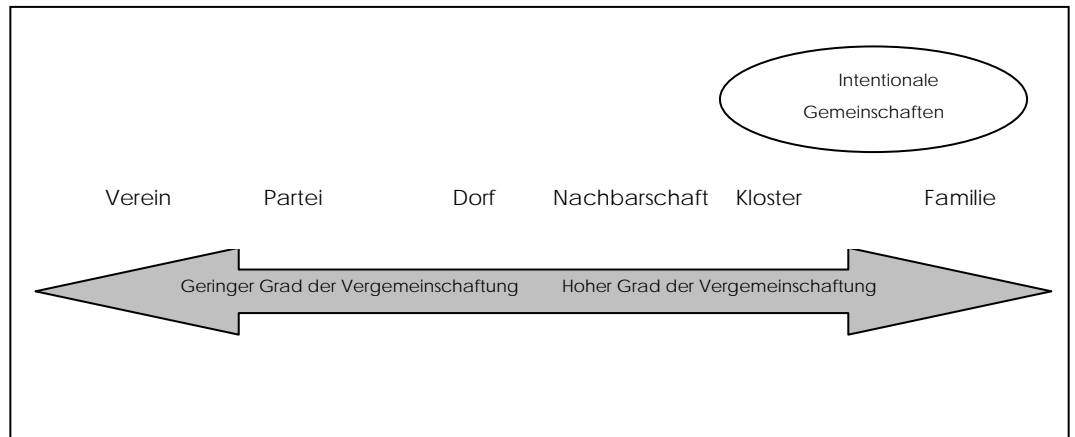 Intentionale
Gemeinschaften
Verein Partei Dorf Nachbarschaft Kloster Familie
Geringer Grad der Vergemeinschaftung Hoher Grad der Vergemeinschaftung